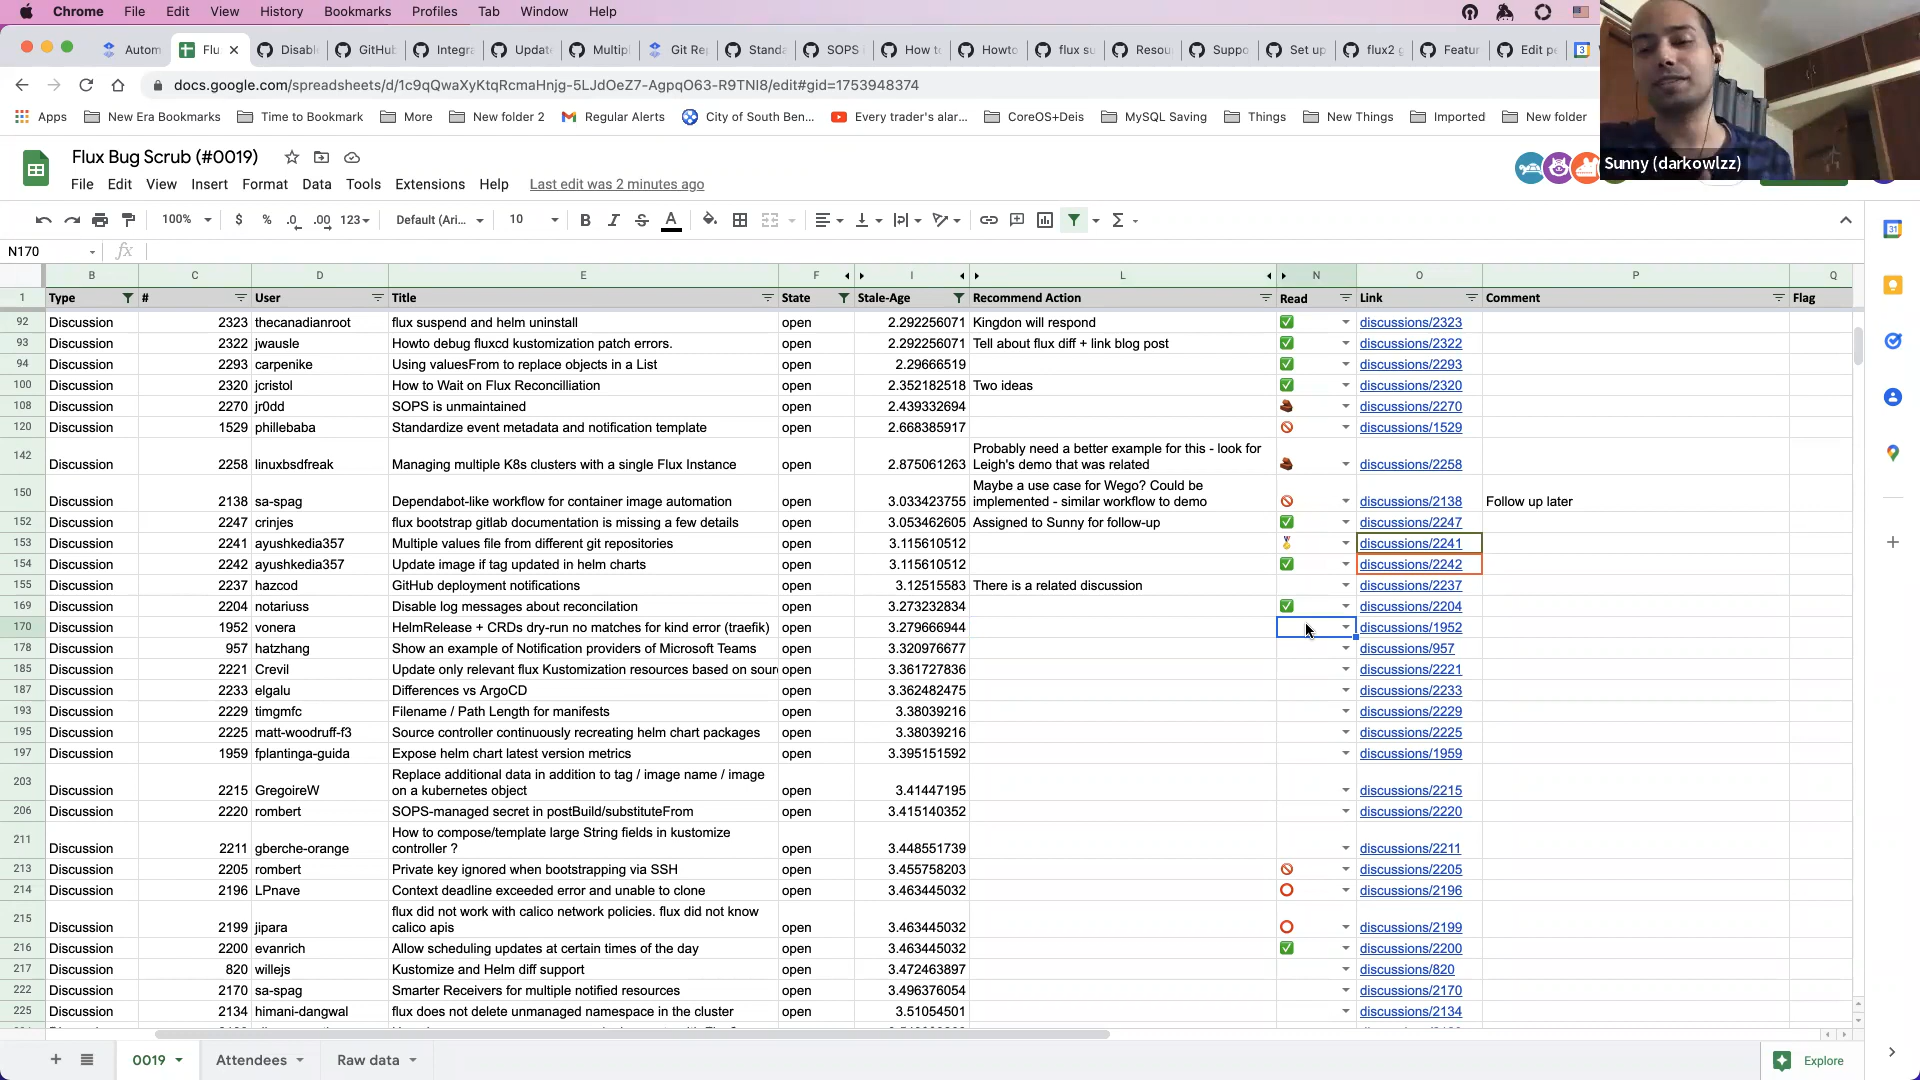 Chrome File Edit View History Bookmarks Profiles Tab Window Help
Autom Flu Disable GitHub Integra Update Multipl Git Re Standa SOPS i How to Howto flux su Resou Suppo Set up flux2 g Featur Edit pe
docs.google.com/spreadsheets/d/1c9qQwaXyKtqRcmaHnjg-5LJdOeZ7-AgpqO63-R9TNI8/edit#gid=1753948374
Apps New Era Bookmarks Time to Bookmark More New folder 2 Regular Alerts City of South Ben... Every trader's alar... CoreOS+Deis MySQL Saving Things New Things Imported New folder
Sunny (darkowlzz)
Flux Bug Scrub (#0019)
File Edit View Insert Format Data Tools Extensions Help Last edit was 2 minutes ago
100% $ % .0 .00 123 Default (Ari... 10 B I S A
N170 fx
B C D E F I L N O P Q
1 Type # User Title State Stale-Age Recommend Action Read Link Comment Flag
92 Discussion 2323 thecanadianroot flux suspend and helm uninstall open 2.292256071 Kingdon will respond discussions/2323
93 Discussion 2322 jwausle Howto debug fluxcd kustomization patch errors. open 2.292256071 Tell about flux diff + link blog post discussions/2322
94 Discussion 2293 carpenike Using valuesFrom to replace objects in a List open 2.29666519 discussions/2293
100 Discussion 2320 jcristol How to Wait on Flux Reconcilliation open 2.352182518 Two ideas discussions/2320
108 Discussion 2270 jr0dd SOPS is unmaintained open 2.439332694 discussions/2270
120 Discussion 1529 phillebaba Standardize event metadata and notification template open 2.668385917 discussions/1529
Probably need a better example for this - look for
142 Discussion 2258 linuxbsdfreak Managing multiple K8s clusters with a single Flux Instance open 2.875061263 Leigh's demo that was related discussions/2258
Maybe a use case for Wego? Could be
150 Discussion 2138 sa-spag Dependabot-like workflow for container image automation open 3.033423755 implemented - similar workflow to demo discussions/2138 Follow up later
152 Discussion 2247 crinjes flux bootstrap gitlab documentation is missing a few details open 3.053462605 Assigned to Sunny for follow-up discussions/2247
153 Discussion 2241 ayushkedia357 Multiple values file from different git repositories open 3.115610512 discussions/2241
154 Discussion 2242 ayushkedia357 Update image if tag updated in helm charts open 3.115610512 discussions/2242
155 Discussion 2237 hazcod GitHub deployment notifications open 3.12515583 There is a related discussion discussions/2237
169 Discussion 2204 notariuss Disable log messages about reconcilation open 3.273232834 discussions/2204
170 Discussion 1952 vonera HelmRelease + CRDs dry-run no matches for kind error (traefik) open 3.279666944 discussions/1952
178 Discussion 957 hatzhang Show an example of Notification providers of Microsoft Teams open 3.320976677 discussions/957
185 Discussion 2221 Crevil Update only relevant flux Kustomization resources based on sour open 3.361727836 discussions/2221
187 Discussion 2233 elgalu Differences vs ArgoCD open 3.362482475 discussions/2233
193 Discussion 2229 timgmfc Filename / Path Length for manifests open 3.38039216 discussions/2229
195 Discussion 2225 matt-woodruff-f3 Source controller continuously recreating helm chart packages open 3.38039216 discussions/2225
197 Discussion 1959 fplantinga-guida Expose helm chart latest version metrics open 3.395151592 discussions/1959
Replace additional data in addition to tag / image name / image
203 Discussion 2215 GregoireW on a kubernetes object open 3.41447195 discussions/2215
206 Discussion 2220 rombert SOPS-managed secret in postBuild/substituteFrom open 3.415140352 discussions/2220
How to compose/template large String fields in kustomize
211 Discussion 2211 gberche-orange controller ? open 3.448551739 discussions/2211
213 Discussion 2205 rombert Private key ignored when bootstrapping via SSH open 3.455758203 discussions/2205
214 Discussion 2196 LPnave Context deadline exceeded error and unable to clone open 3.463445032 discussions/2196
flux did not work with calico network policies. flux did not know
215 Discussion 2199 jipara calico apis open 3.463445032 discussions/2199
216 Discussion 2200 evanrich Allow scheduling updates at certain times of the day open 3.463445032 discussions/2200
217 Discussion 820 willejs Kustomize and Helm diff support open 3.472463897 discussions/820
222 Discussion 2170 sa-spag Smarter Receivers for multiple notified resources open 3.496376054 discussions/2170
225 Discussion 2134 himani-dangwal flux does not delete unmanaged namespace in the cluster open 3.51054501 discussions/2134
0019 Attendees Raw data Explore